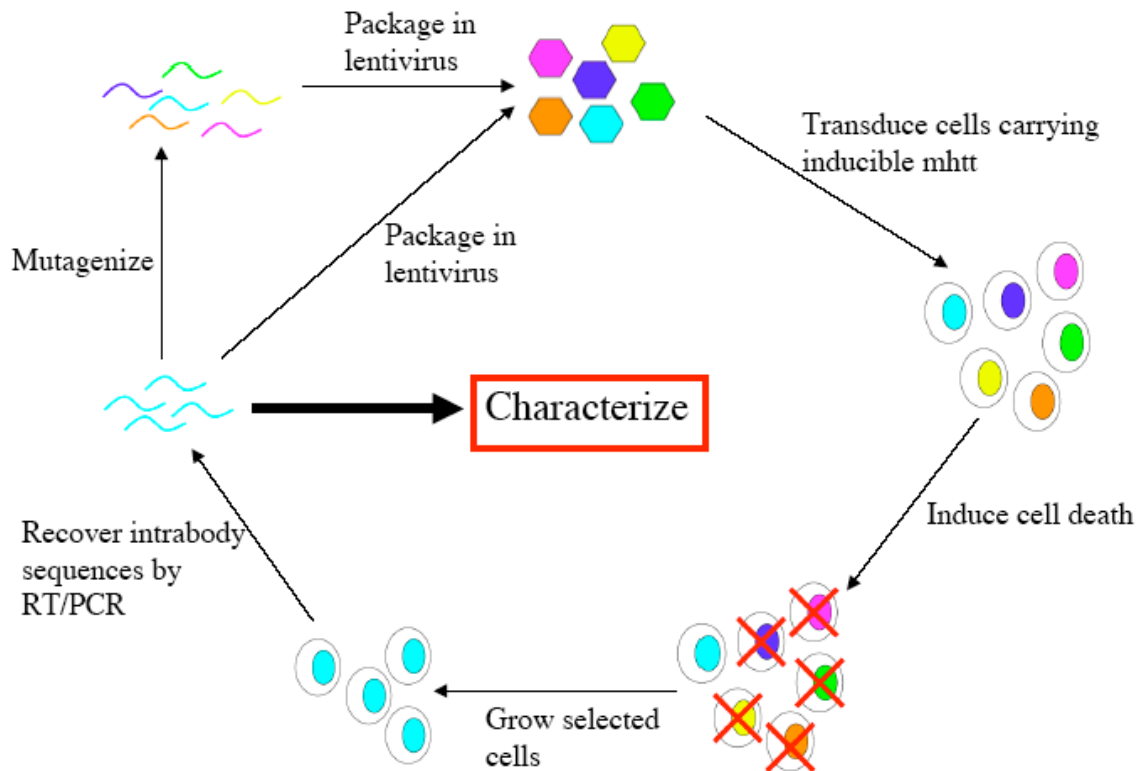 Package in
lentivirus
Transduce cells carrying
inducible mhtt
Package in
lentivirus
Mutagenize
Characterize
Induce cell death
Recover intrabody
sequences by
RT/PCR
Grow selected
cells